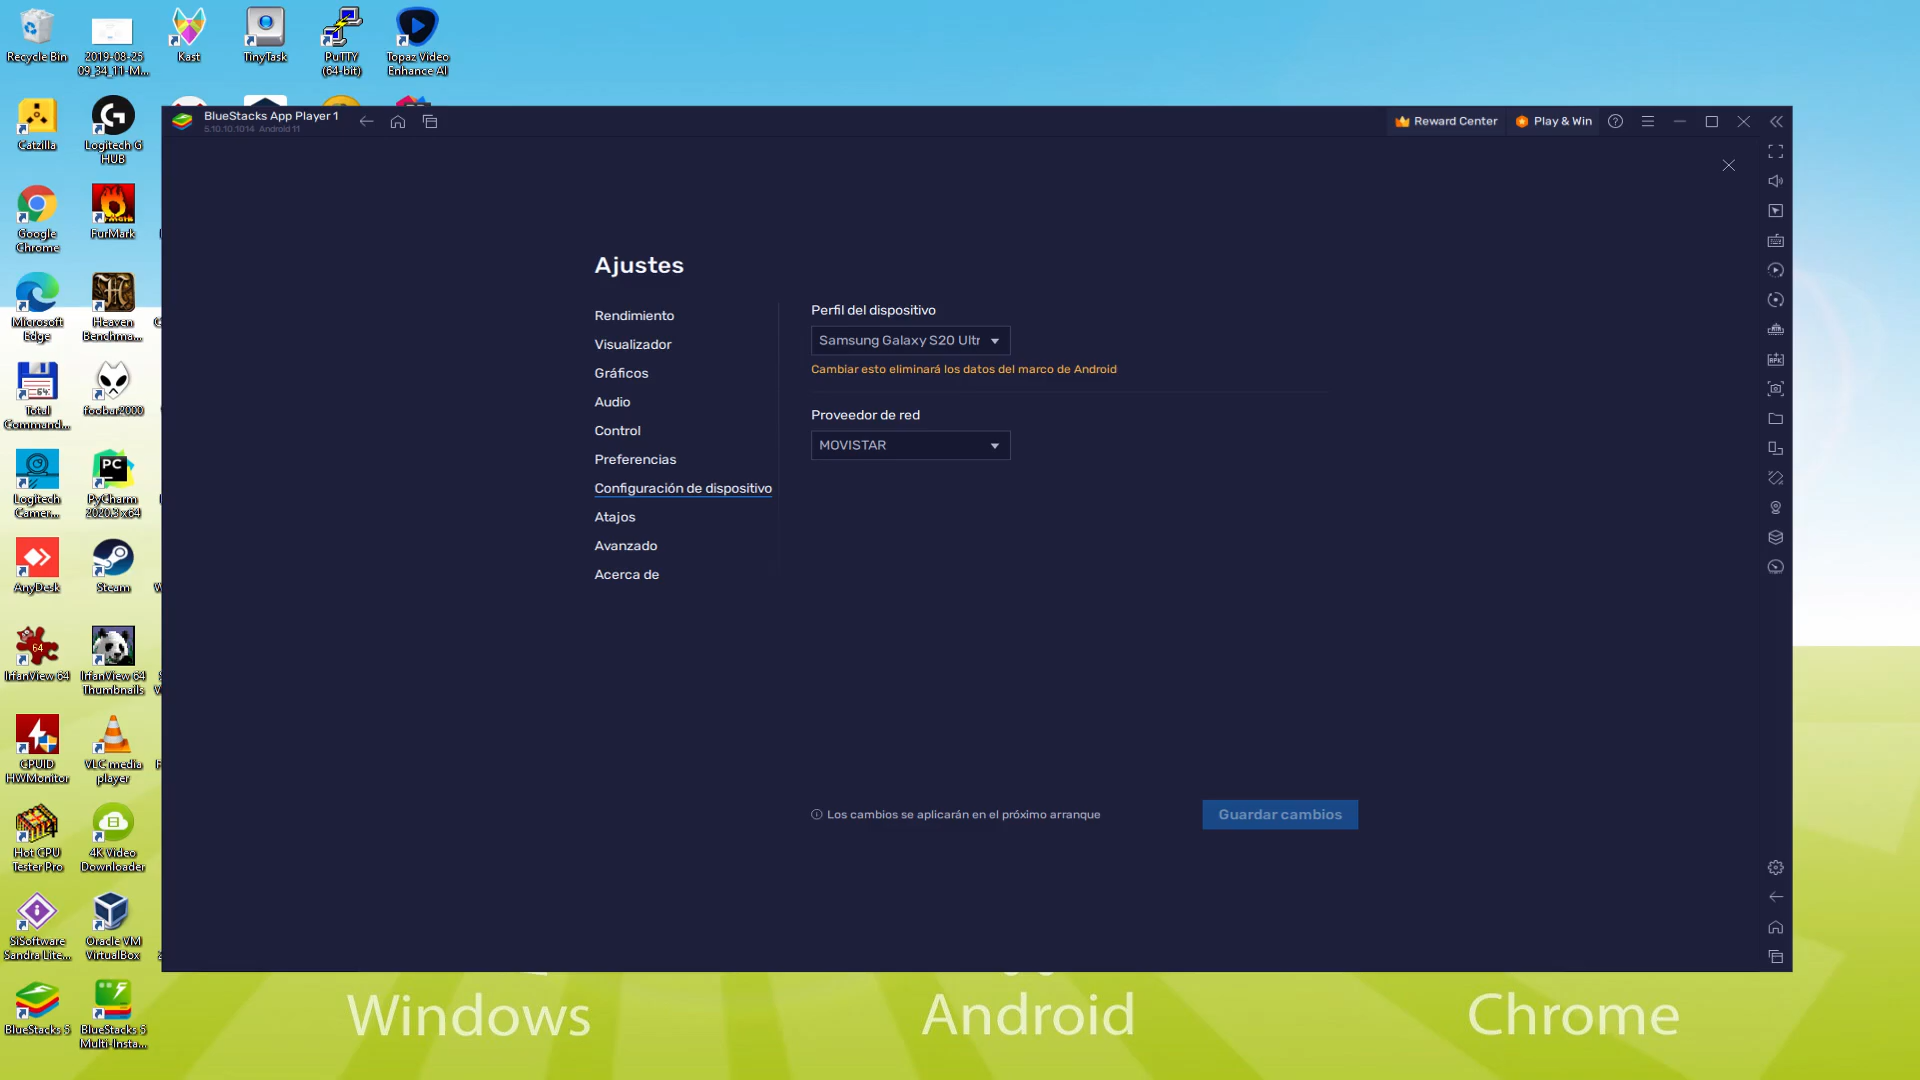 Recycle Bin
2019-08-25
09_34_11-M...
Kast
TinyTask
PuTTY
(64-bit)
Topaz Video
Enhance AI
Catzilla
Logitech G
HUB
Google
Chrome
FurMark
Microsoft
Edge
Heaven
Benchma...
64
Total
Command...
foobar2000
Logitech
Camer...
PC
PyCharm
2020.3 x64
AnyDesk
Steam
64
IrfanView 64
IrfanView 64
Thumbnails
CPUID
HWMonitor
VLC media
player
4
Hot CPU
Tester Pro
4K Video
Downloader
SiSoftware
Sandra Lite...
Oracle VM
VirtualBox
BlueStacks 5
BlueStacks 5
Multi-Insta...
BlueStacks App Player 1
5.10.10.1014 Android 11
Reward Center
Play & Win
Ajustes
Rendimiento
Visualizador
Gráficos
Audio
Control
Preferencias
Configuración de dispositivo
Atajos
Avanzado
Acerca de
Perfil del dispositivo
Samsung Galaxy S20 Ultr
Cambiar esto eliminará los datos del marco de Android
Proveedor de red
MOVISTAR
Los cambios se aplicarán en el próximo arranque
Guardar cambios
Windows
Android
Chrome